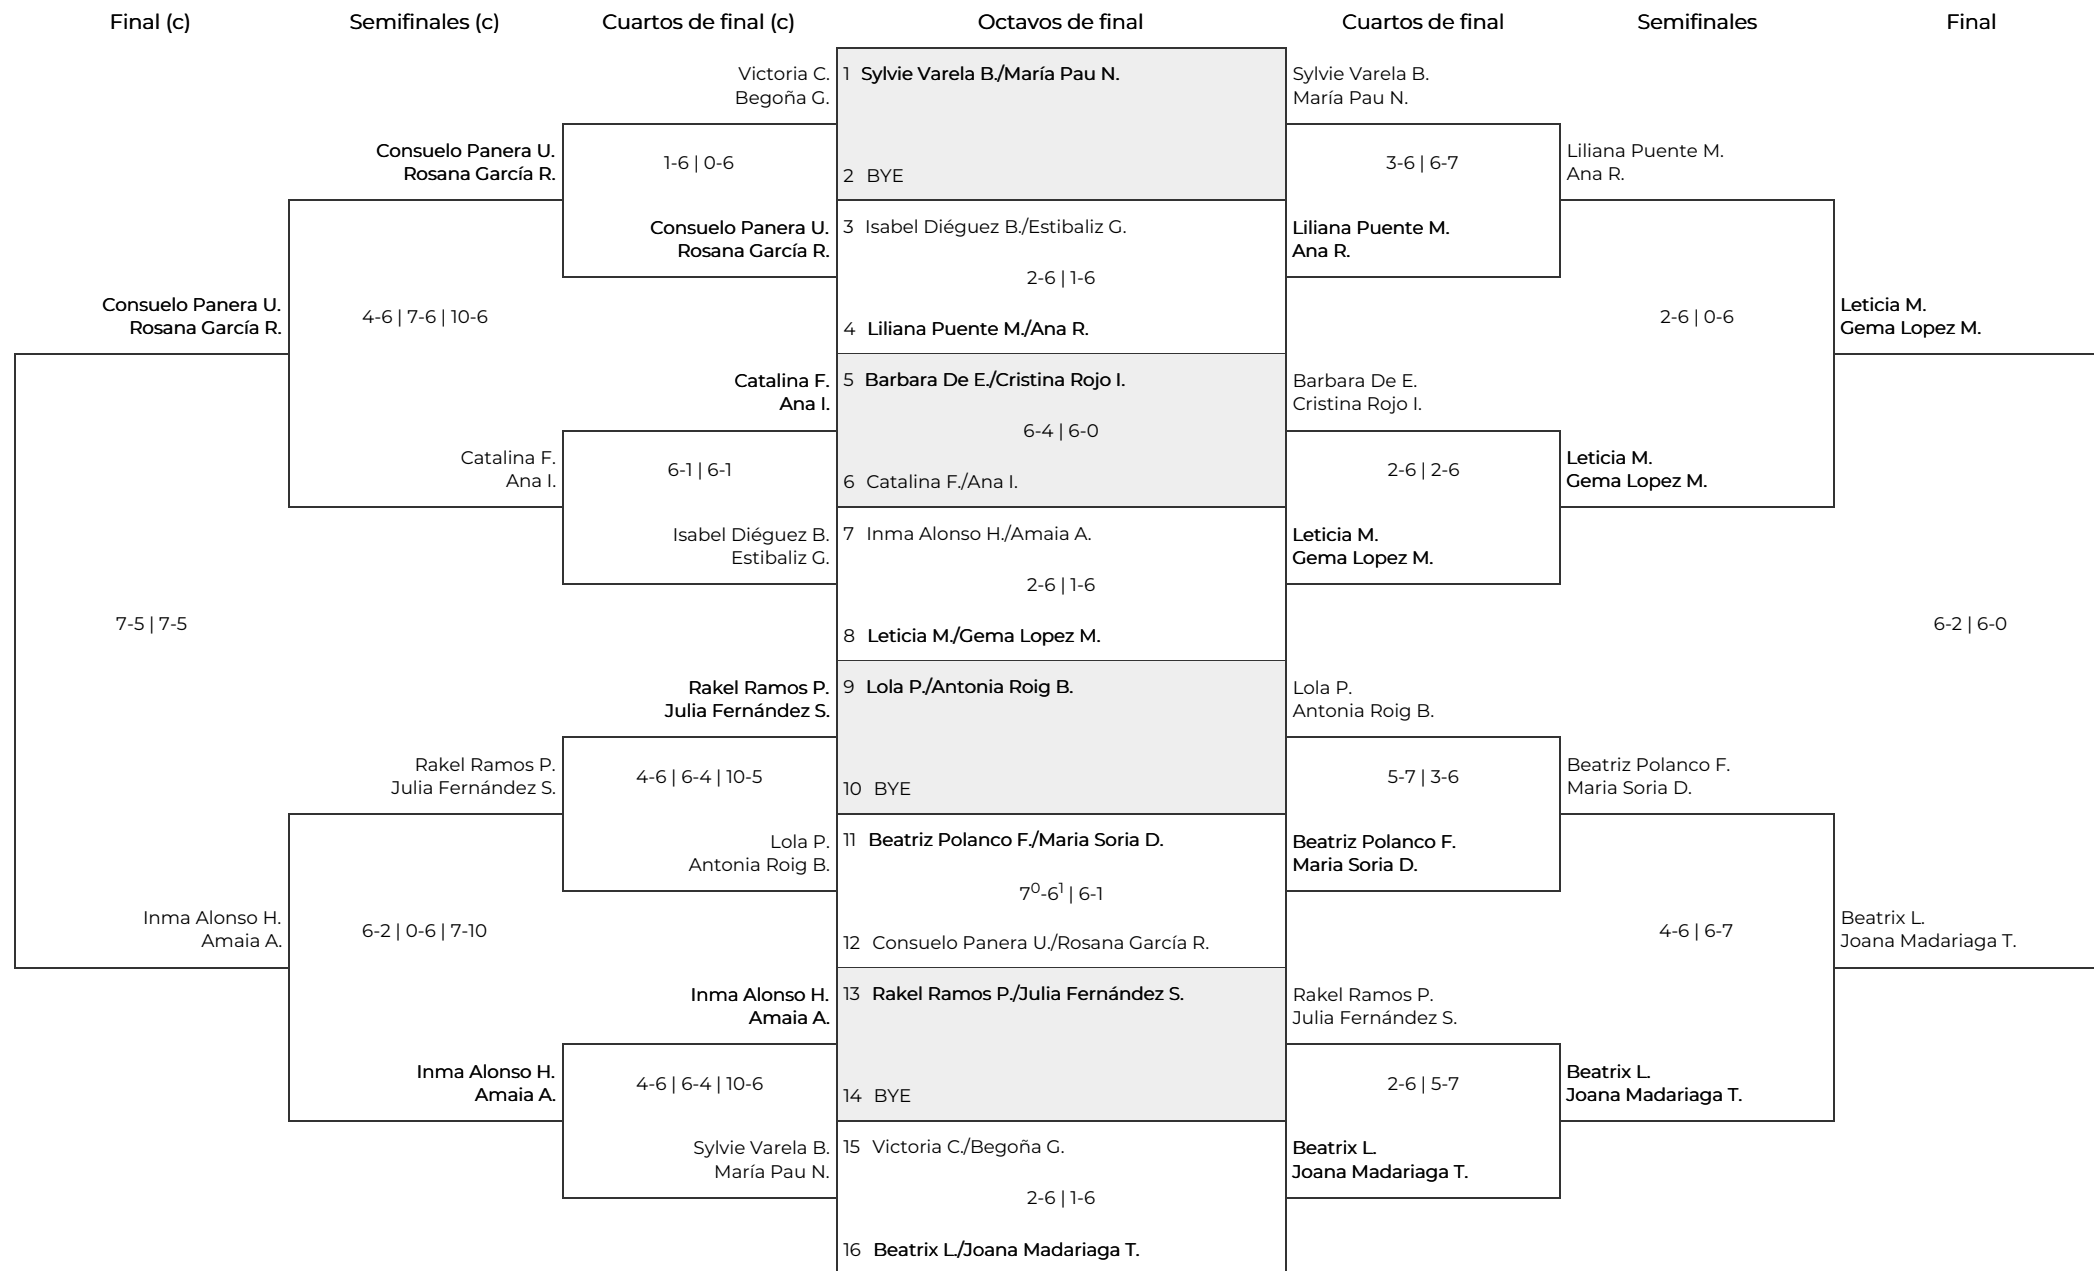 Final (c)
Semifinales (c)
Cuartos de final (c)
Octavos de final
Cuartos de final
Semifinales
Final
Consuelo Panera U.
Rosana García R.
7-5 | 7-5
Inma Alonso H.
Amaia A.
Consuelo Panera U.
Rosana García R.
4-6 | 7-6 | 10-6
Catalina F.
Ana I.
Rakel Ramos P.
Julia Fernández S.
6-2 | 0-6 | 7-10
Inma Alonso H.
Amaia A.
Victoria C.
Begoña G.
1-6 | 0-6
Consuelo Panera U.
Rosana García R.
Catalina F.
Ana I.
6-1 | 6-1
Isabel Diéguez B.
Estibaliz G.
Rakel Ramos P.
Julia Fernández S.
4-6 | 6-4 | 10-5
Lola P.
Antonia Roig B.
Inma Alonso H.
Amaia A.
4-6 | 6-4 | 10-6
Sylvie Varela B.
María Pau N.
1 Sylvie Varela B./María Pau N.
2 BYE
3 Isabel Diéguez B./Estibaliz G.
2-6 | 1-6
4 Liliana Puente M./Ana R.
5 Barbara De E./Cristina Rojo I.
6-4 | 6-0
6 Catalina F./Ana I.
7 Inma Alonso H./Amaia A.
2-6 | 1-6
8 Leticia M./Gema Lopez M.
9 Lola P./Antonia Roig B.
10 BYE
11 Beatriz Polanco F./Maria Soria D.
7⁰-6¹ | 6-1
12 Consuelo Panera U./Rosana García R.
13 Rakel Ramos P./Julia Fernández S.
14 BYE
15 Victoria C./Begoña G.
2-6 | 1-6
16 Beatrix L./Joana Madariaga T.
Sylvie Varela B.
María Pau N.
3-6 | 6-7
Liliana Puente M.
Ana R.
Barbara De E.
Cristina Rojo I.
2-6 | 2-6
Leticia M.
Gema Lopez M.
Lola P.
Antonia Roig B.
5-7 | 3-6
Beatriz Polanco F.
Maria Soria D.
Rakel Ramos P.
Julia Fernández S.
2-6 | 5-7
Beatrix L.
Joana Madariaga T.
Liliana Puente M.
Ana R.
2-6 | 0-6
Leticia M.
Gema Lopez M.
Beatriz Polanco F.
Maria Soria D.
4-6 | 6-7
Beatrix L.
Joana Madariaga T.
Leticia M.
Gema Lopez M.
6-2 | 6-0
Beatrix L.
Joana Madariaga T.